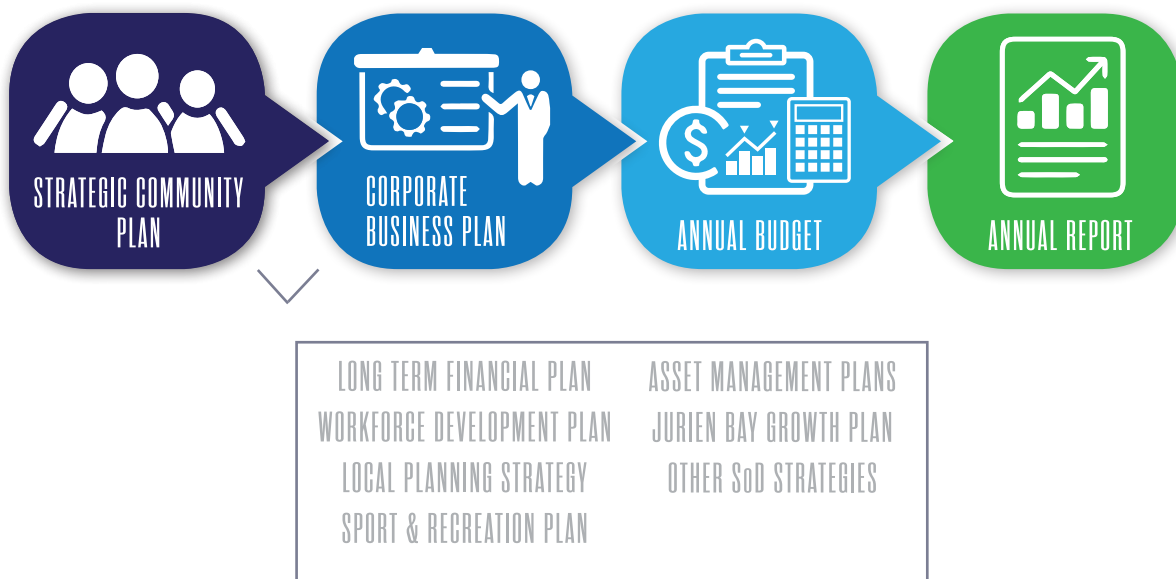 STRATEGIC COMMUNITY
PLAN
CORPORATE
BUSINESS PLAN
$
ANNUAL BUDGET
ANNUAL REPORT
LONG TERM FINANCIAL PLAN
WORKFORCE DEVELOPMENT PLAN
LOCAL PLANNING STRATEGY
SPORT & RECREATION PLAN
ASSET MANAGEMENT PLANS
JURIEN BAY GROWTH PLAN
OTHER SoD STRATEGIES